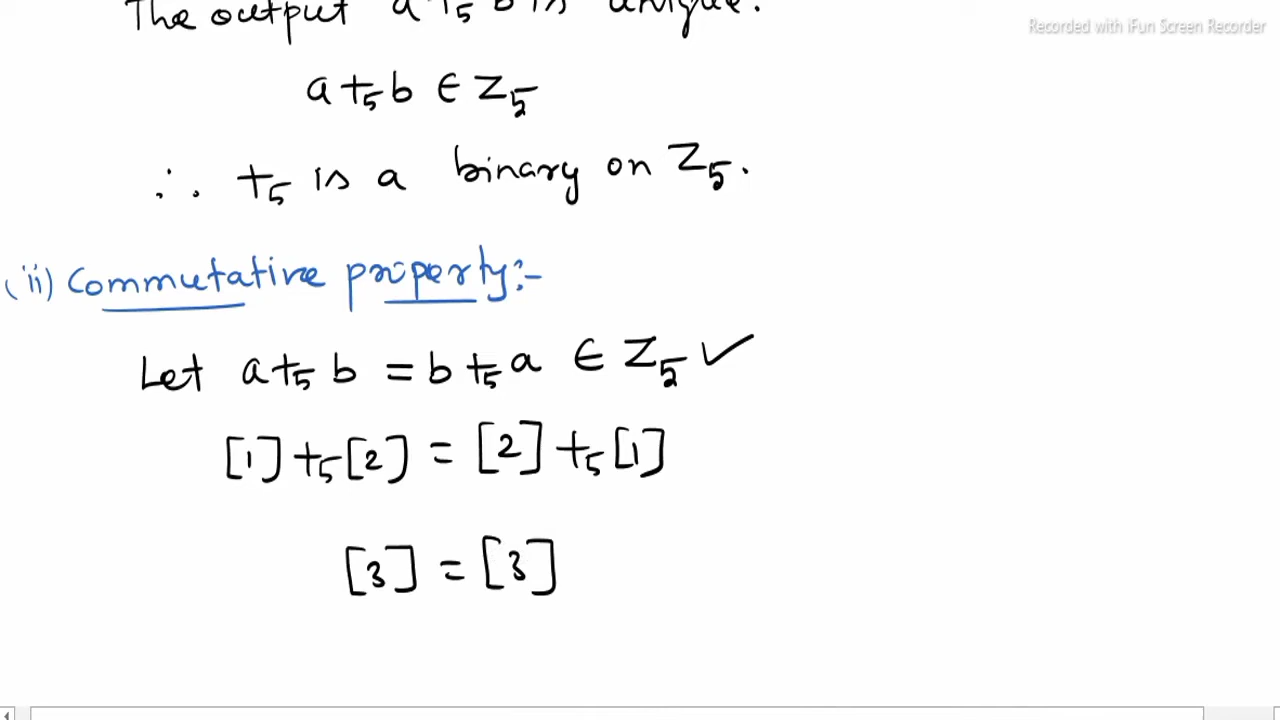 The output a +₅ b is unique.
Recorded with iFun Screen Recorder
a +₅ b ∈ Z₅
∴ +₅ is a binary on Z₅.
(ii) Commutative property:-
Let a +₅ b = b +₅ a ∈ Z₅ ✓
[1] +₅ [2] = [2] +₅ [1]
[3] = [3]